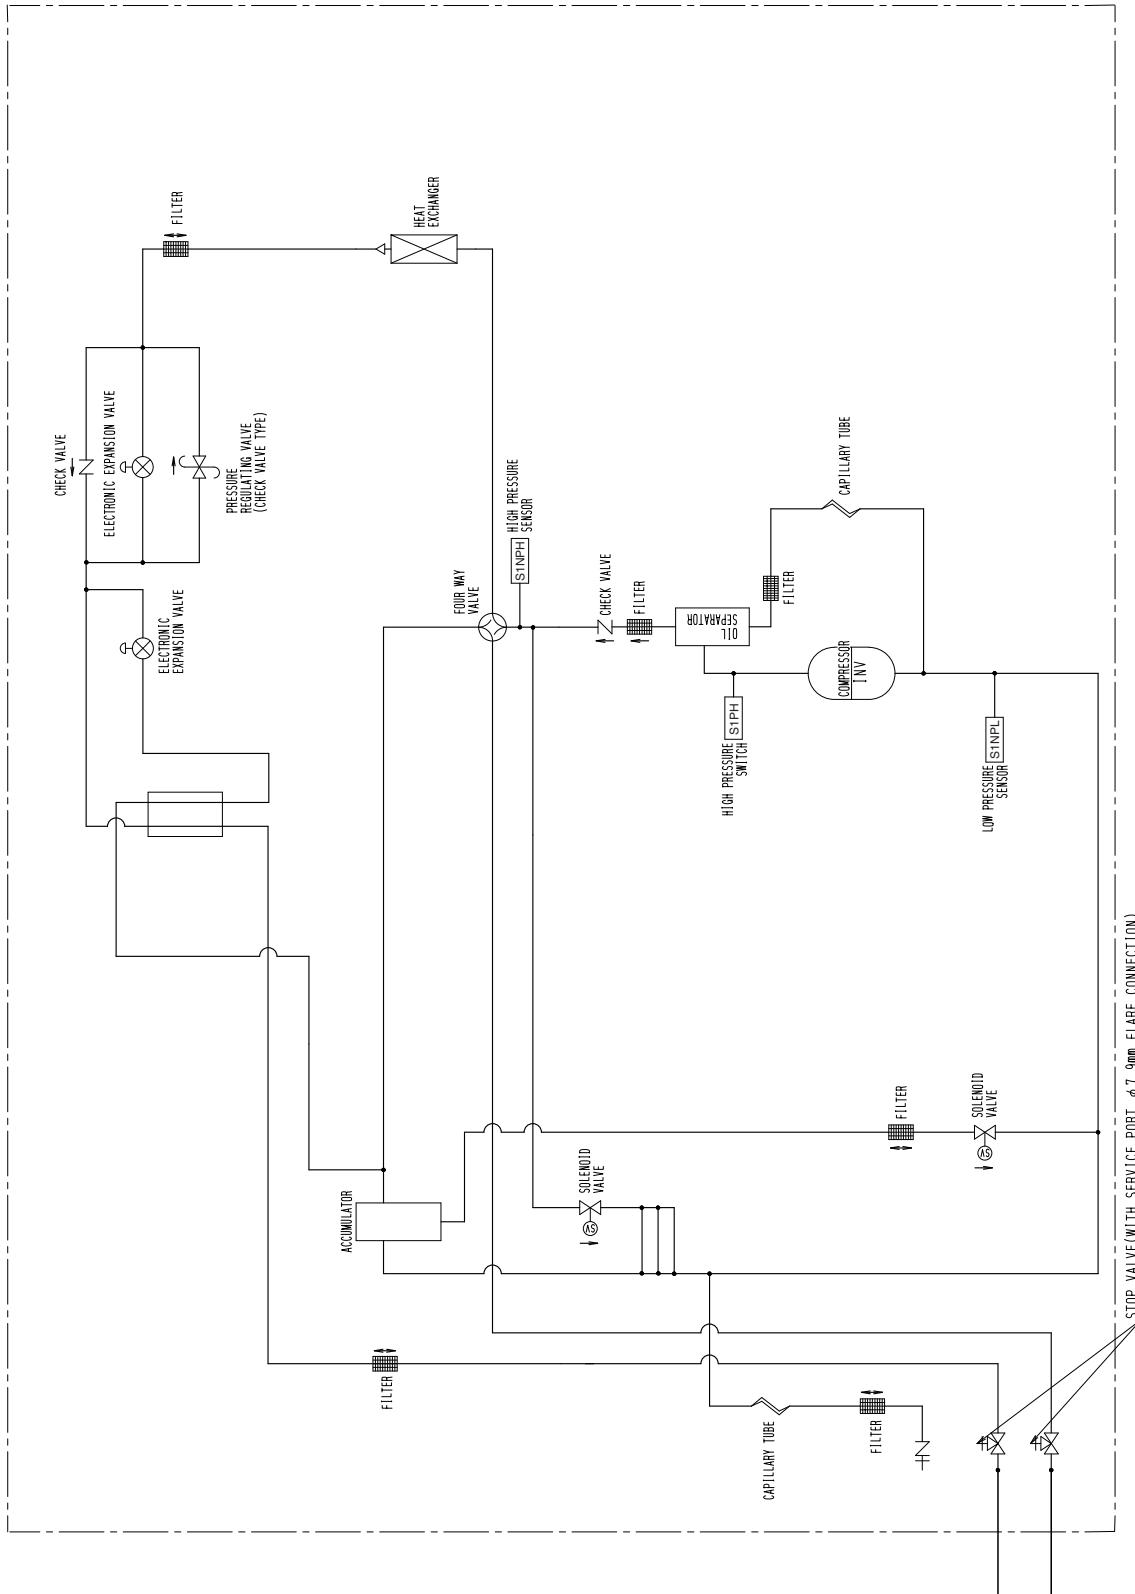 FILTER
HEAT
EXCHANGER
CHECK VALVE
ELECTRONIC EXPANSION VALVE
PRESSURE
REGULATING VALVE
(CHECK VALVE TYPE)
HIGH PRESSURE
SENSOR
S1NPH
CAPILLARY TUBE
FOUR WAY
VALVE
CHECK VALVE
FILTER
OIL
SEPARATOR
FILTER
ELECTRONIC
EXPANSION VALVE
COMPRESSOR
INV
HIGH PRESSURE
SWITCH
S1PH
LOW PRESSURE
SENSOR
S1NPL
FILTER
SOLENOID
VALVE
SV
ACCUMULATOR
SOLENOID
VALVE
SV
FILTER
CAPILLARY TUBE
FILTER
STOP VALVE(WITH SERVICE PORT φ7.9mm FLARE CONNECTION)